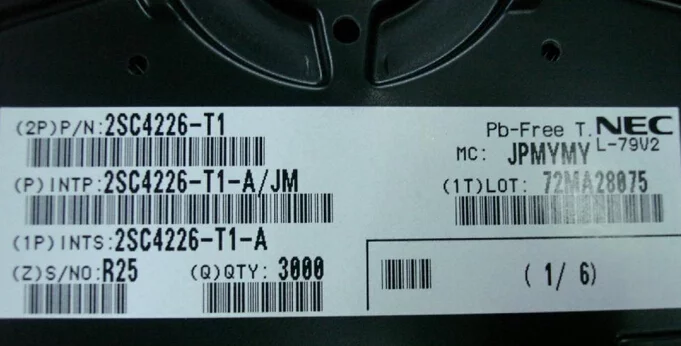 (2P)P/N:2SC4226-T1
Pb-Free T. NEC
MC: JPMYMY L-79V2
(P)INTP:2SC4226-T1-A/JM
(1T)LOT: 72MA28075
(1P)INTS:2SC4226-T1-A
(Z)S/NO:R25 (Q)QTY: 3000
(1/ 6)